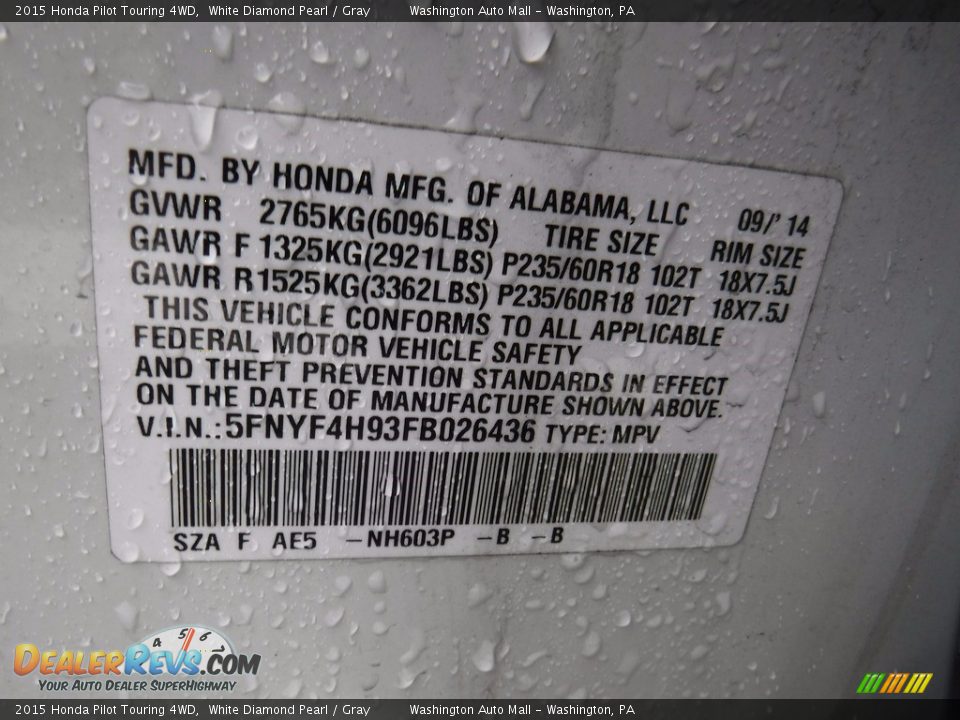 2015 Honda Pilot Touring 4WD, White Diamond Pearl / Gray Washington Auto Mall - Washington, PA
MFD. BY HONDA MFG. OF ALABAMA, LLC 09/' 14
GVWR 2765KG(6096LBS) TIRE SIZE RIM SIZE
GAWR F 1325KG(2921LBS) P235/60R18 102T 18X7.5J
GAWR R1525KG(3362LBS) P235/60R18 102T 18X7.5J
THIS VEHICLE CONFORMS TO ALL APPLICABLE
FEDERAL MOTOR VEHICLE SAFETY
AND THEFT PREVENTION STANDARDS IN EFFECT
ON THE DATE OF MANUFACTURE SHOWN ABOVE.
V.I.N.:5FNYF4H93FB026436 TYPE: MPV
SZA F AE5 -NH603P -B -B
4 5 6
DEALERREVS.COM
YOUR AUTO DEALER SUPERHIGHWAY
2015 Honda Pilot Touring 4WD, White Diamond Pearl / Gray Washington Auto Mall - Washington, PA